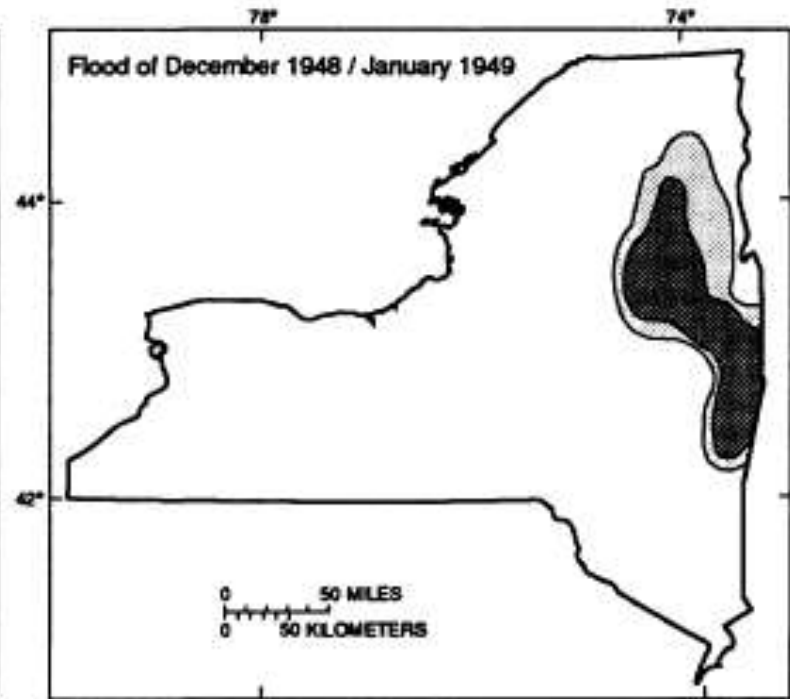 78° 74°
Flood of December 1948 / January 1949
44°
42°
0 50 MILES
0 50 KILOMETERS